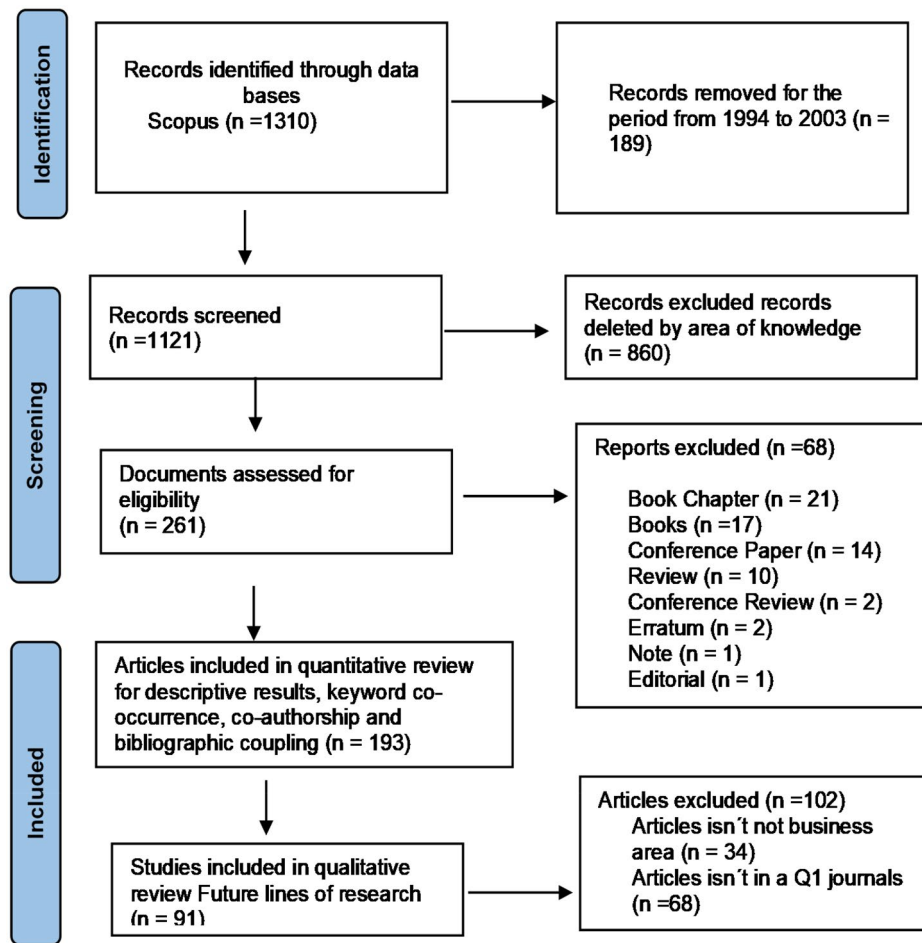 Identification
Records identified through data
bases
Scopus (n =1310)
Records removed for the
period from 1994 to 2003 (n =
189)
Screening
Records screened
(n =1121)
Records excluded records
deleted by area of knowledge
(n = 860)
Documents assessed for
eligibility
(n = 261)
Reports excluded (n =68)
Book Chapter (n = 21)
Books (n =17)
Conference Paper (n = 14)
Review (n = 10)
Conference Review (n = 2)
Erratum (n = 2)
Note (n = 1)
Editorial (n = 1)
Included
Articles included in quantitative review
for descriptive results, keyword co-
occurrence, co-authorship and
bibliographic coupling (n = 193)
Articles excluded (n =102)
Articles isn´t not business
area (n = 34)
Articles isn´t in a Q1 journals
(n =68)
Studies included in qualitative
review Future lines of research
(n = 91)